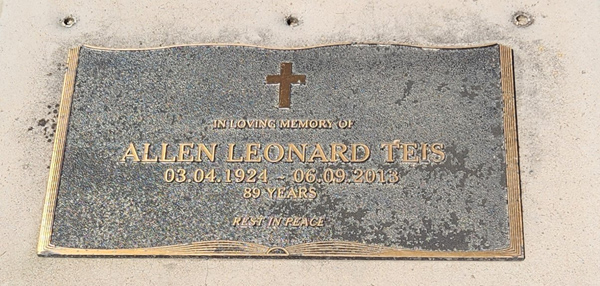 IN LOVING MEMORY OF
ALLEN LEONARD TEIS
03.04.1924 - 06.09.2013
89 YEARS
REST IN PEACE